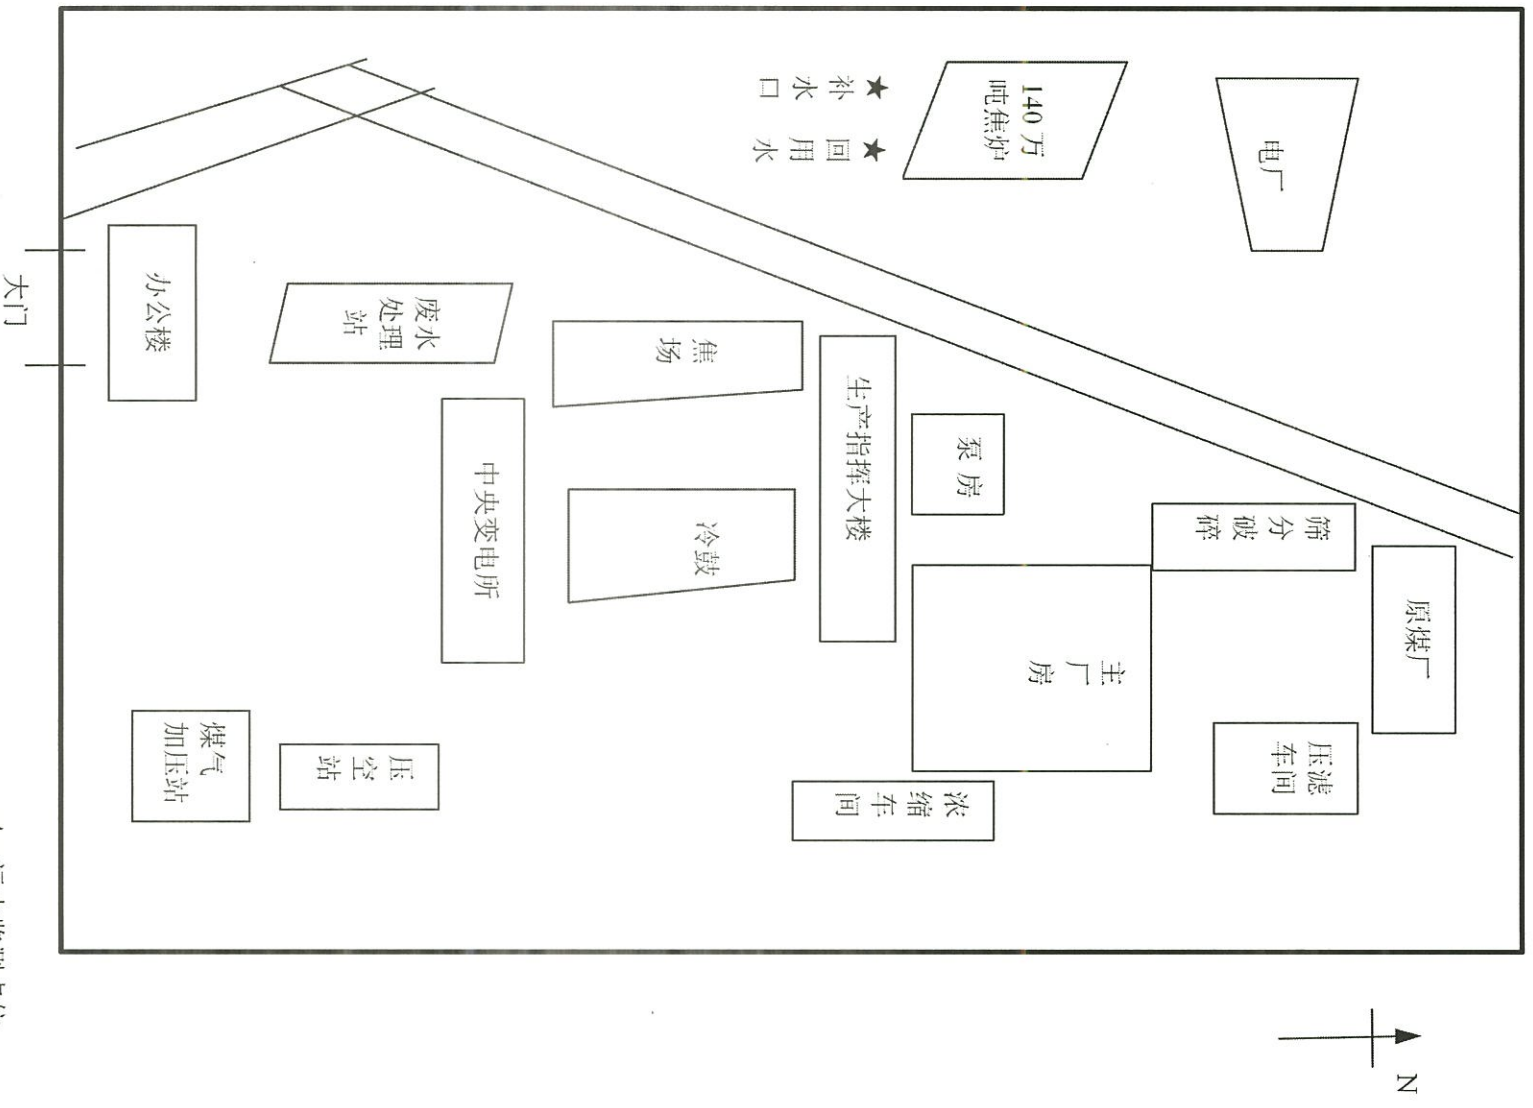 N
原煤厂
电厂
筛分破碎
压滤
车间
140万
吨焦炉
主厂房
泵房
★补水口
★回用水
生产指挥大楼
浓缩车间
焦场
冷鼓
中央变电所
废水
处理
站
压空站
煤气
加压站
办公楼
大门